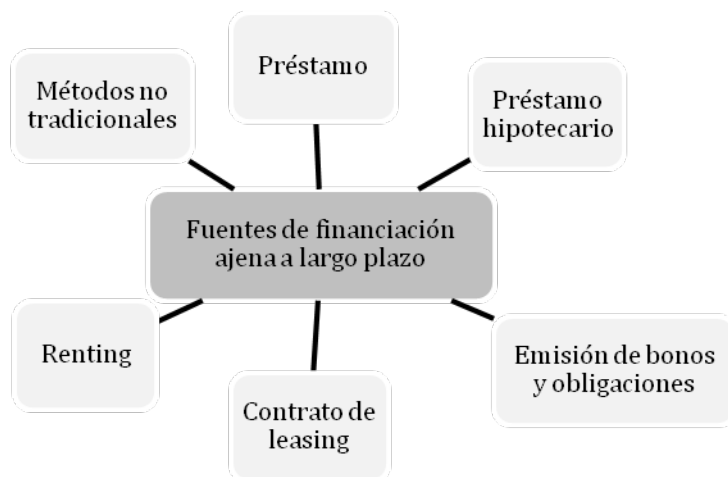 Préstamo
Métodos no
tradicionales
Préstamo
hipotecario
Fuentes de financiación
ajena a largo plazo
Renting
Emisión de bonos
y obligaciones
Contrato de
leasing